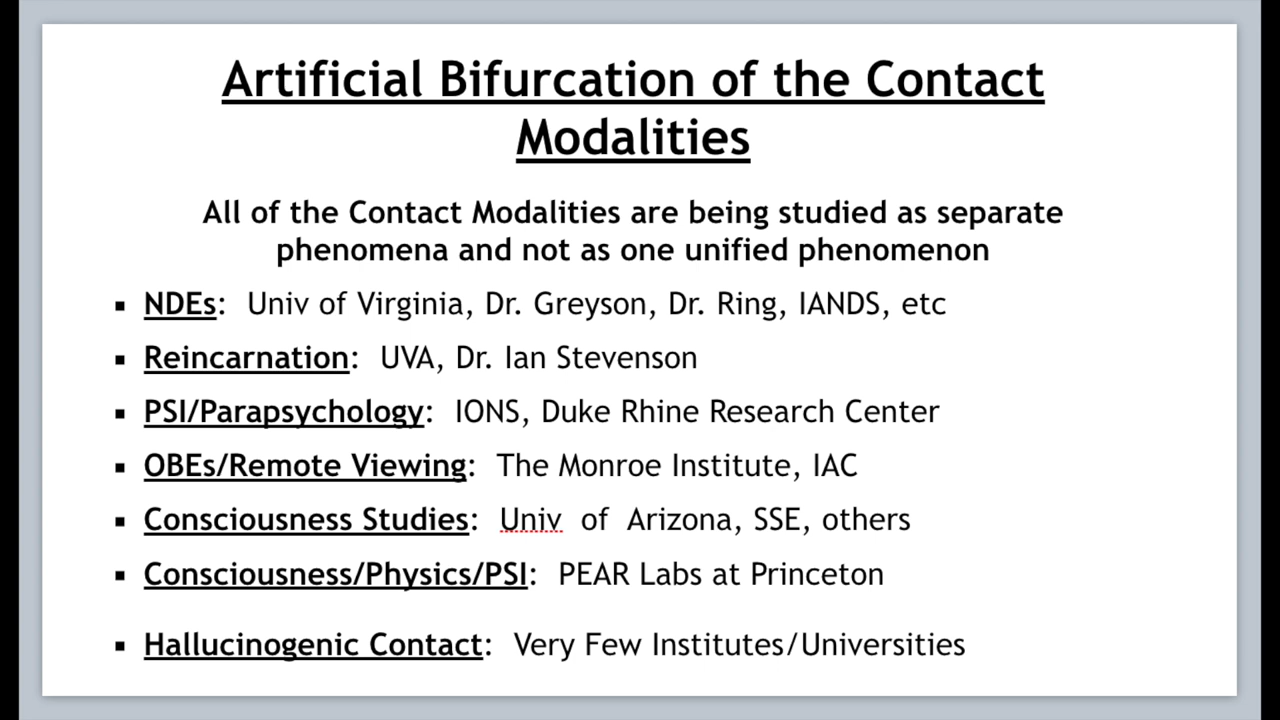 Artificial Bifurcation of the Contact
Modalities
All of the Contact Modalities are being studied as separate
phenomena and not as one unified phenomenon
▪ NDEs: Univ of Virginia, Dr. Greyson, Dr. Ring, IANDS, etc
▪ Reincarnation: UVA, Dr. Ian Stevenson
▪ PSI/Parapsychology: IONS, Duke Rhine Research Center
▪ OBEs/Remote Viewing: The Monroe Institute, IAC
▪ Consciousness Studies: Univ of Arizona, SSE, others
▪ Consciousness/Physics/PSI: PEAR Labs at Princeton
▪ Hallucinogenic Contact: Very Few Institutes/Universities